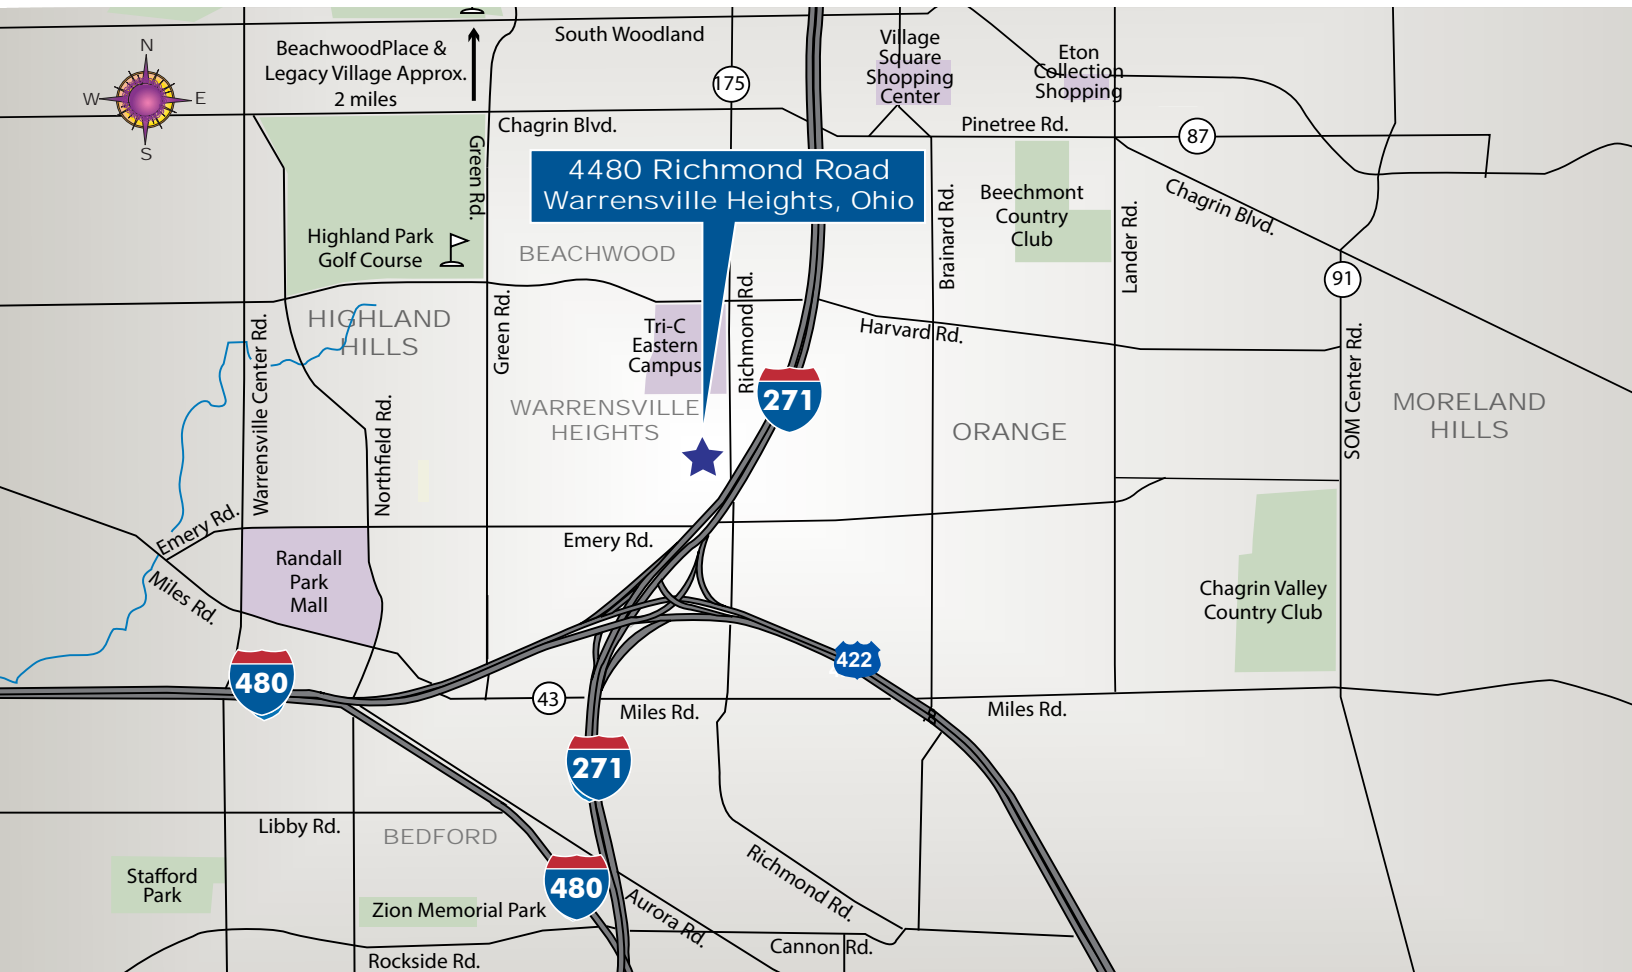 N
W
E
S
BeachwoodPlace &
Legacy Village Approx.
2 miles
South Woodland
175
Village
Square
Shopping
Center
Eton
Collection
Shopping
Chagrin Blvd.
Pinetree Rd.
87
Green Rd.
4480 Richmond Road
Warrensville Heights, Ohio
Highland Park
Golf Course
BEACHWOOD
Brainard Rd.
Beechmont
Country
Club
Lander Rd.
Chagrin Blvd.
91
HIGHLAND
HILLS
Warrensville Center Rd.
Green Rd.
Tri-C
Eastern
Campus
Richmond Rd.
Harvard Rd.
271
SOM Center Rd.
Northfield Rd.
WARRENSVILLE
HEIGHTS
ORANGE
MORELAND
HILLS
Emery Rd.
Emery Rd.
Randall
Park
Mall
Miles Rd.
Chagrin Valley
Country Club
480
422
43
Miles Rd.
Miles Rd.
271
Libby Rd.
BEDFORD
Stafford
Park
480
Richmond Rd.
Zion Memorial Park
Aurora Rd.
Cannon Rd.
Rockside Rd.